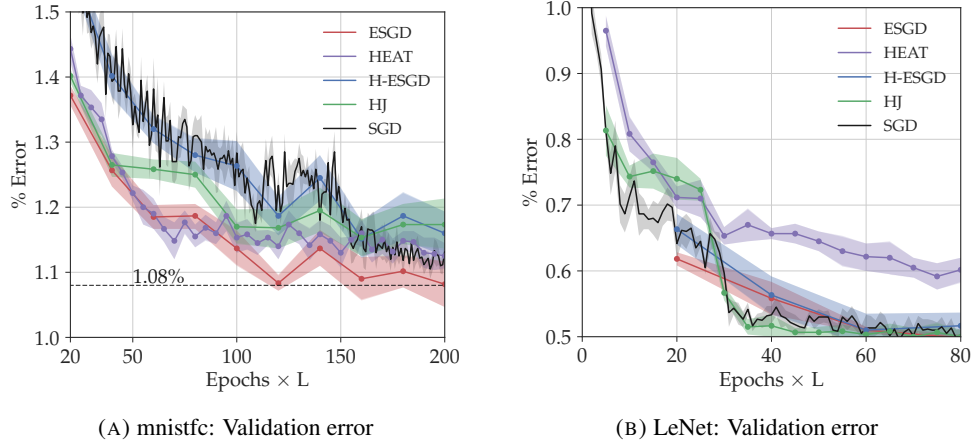 % Error
1.5
1.4
1.3
1.2
1.1
1.0
1.08%
ESGD
HEAT
H-ESGD
HJ
SGD
20 50 100 150 200
Epochs × L
(A) mnistfc: Validation error
% Error
1.0
0.9
0.8
0.7
0.6
0.5
ESGD
HEAT
H-ESGD
HJ
SGD
0 20 40 60 80
Epochs × L
(B) LeNet: Validation error